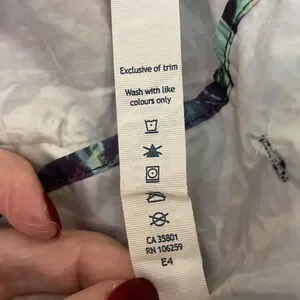 Exclusive of trim
Wash with like
colours only
CA 35801
RN 106259
E4